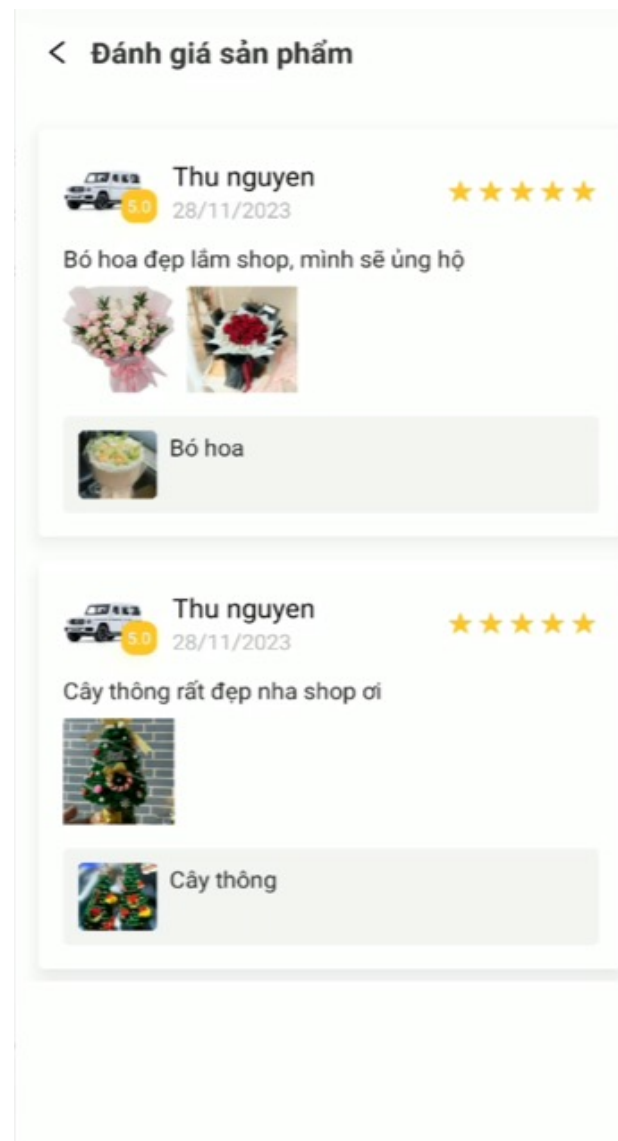 Đánh giá sản phẩm
Thu nguyen
5.0
28/11/2023
Bó hoa đẹp lắm shop, mình sẽ ủng hộ
Bó hoa
Thu nguyen
5.0
28/11/2023
Cây thông rất đẹp nha shop ơi
Cây thông